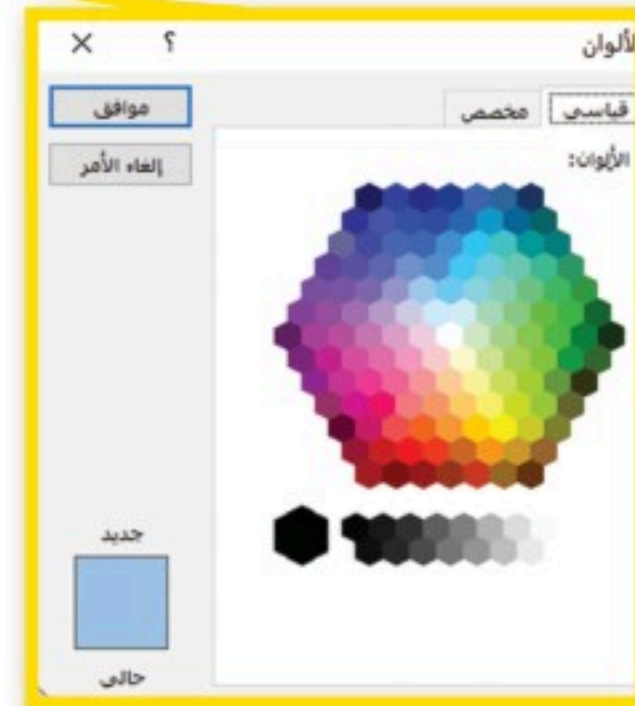 الألوان ؟
قياسي مخصص
الألوان:
موافق
إلغاء الأمر
جديد
حالي